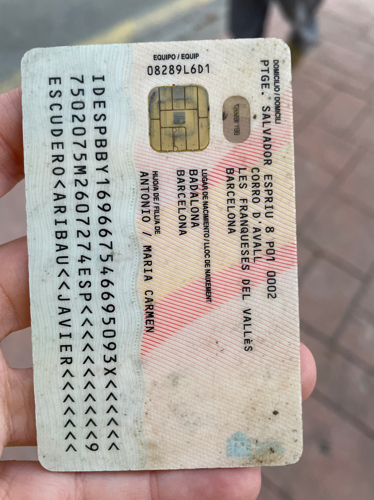 EQUIPO / EQUIP
08289L6D1
DOMICILIO / DOMICILI
PTGE. SALVADOR ESPRIU 8 P01 0002
CORRO D'AVALL
LES FRANQUESES DEL VALLÈS
BARCELONA
LUGAR DE NACIMIENTO / LLOC DE NAIXEMENT
BADALONA
BARCELONA
HIJO/A DE / FILL/A DE
ANTONIO / MARIA CARMEN
IDESPBBY169667546695093X<<<<<<
7502075M2607274ESP<<<<<<<<<<<9
ESCUDERO<ARIBAU<<JAVIER<<<<<<<